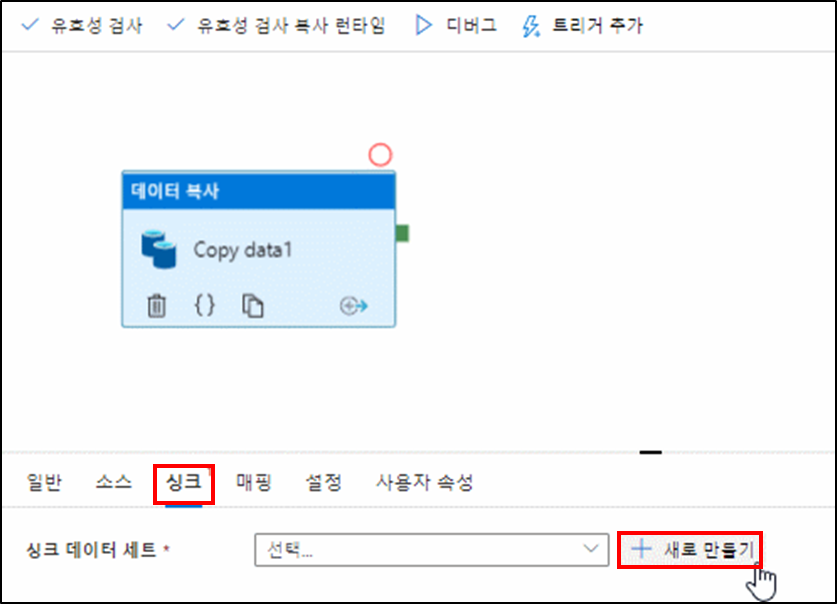 유효성 검사 유효성 검사 복사 런타임 디버그 트리거 추가
데이터 복사
Copy data1
일반 소스 싱크 매핑 설정 사용자 속성
싱크 데이터 세트 * 선택... 새로 만들기